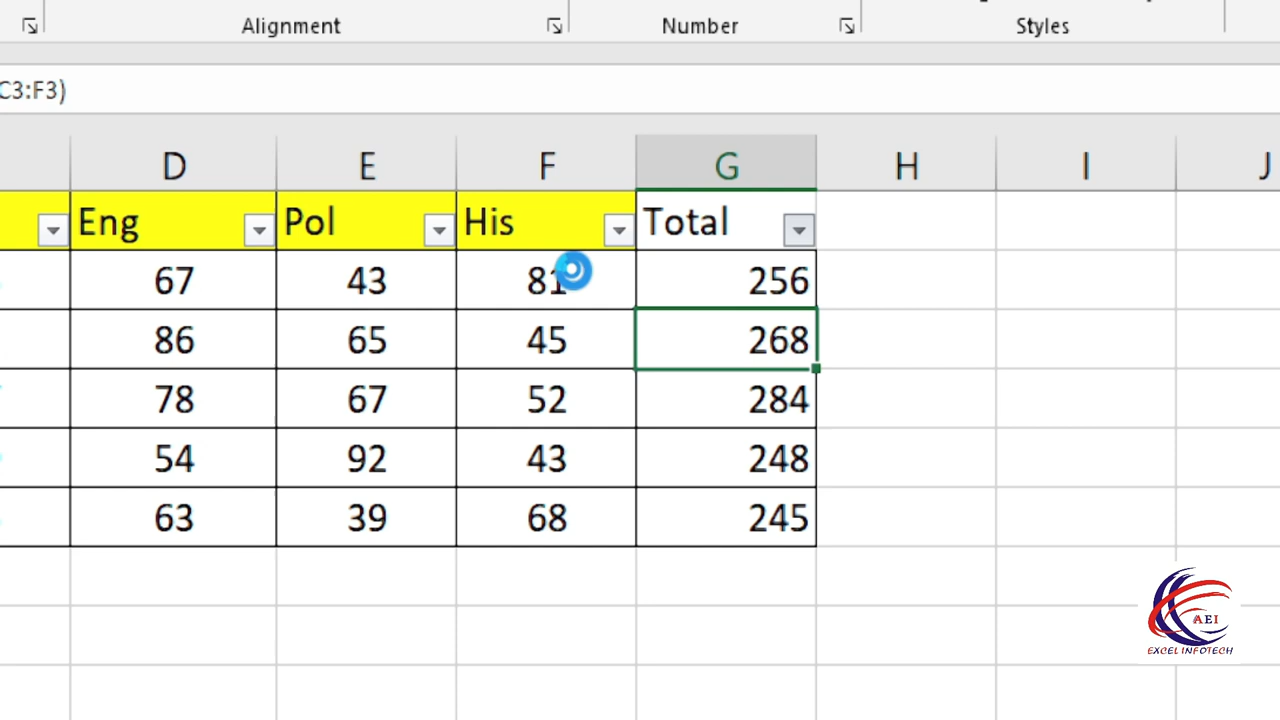 Alignment Number Styles
C3:F3)
D E F G H I J
Eng Pol His Total
67 43 81 256
86 65 45 268
78 67 52 284
54 92 43 248
63 39 68 245
AEI
EXCEL INFOTECH